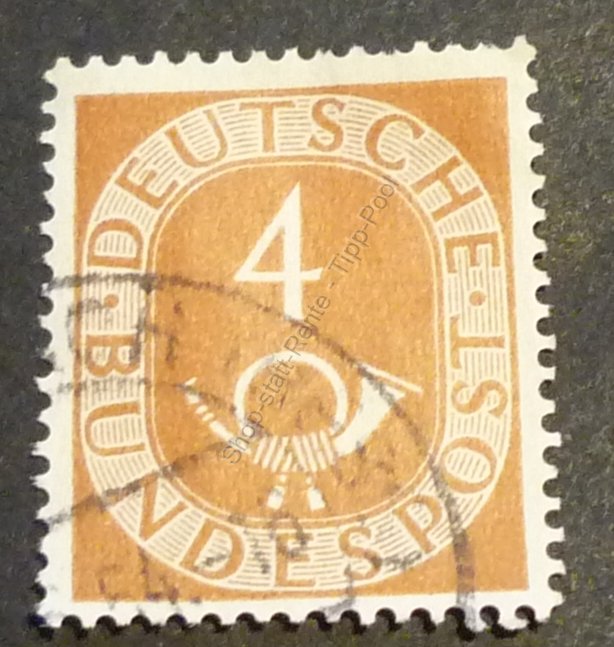 DEUTSCHE · BUNDESPOST ·
4
Shop-statt-Rente - Tipp-Pool